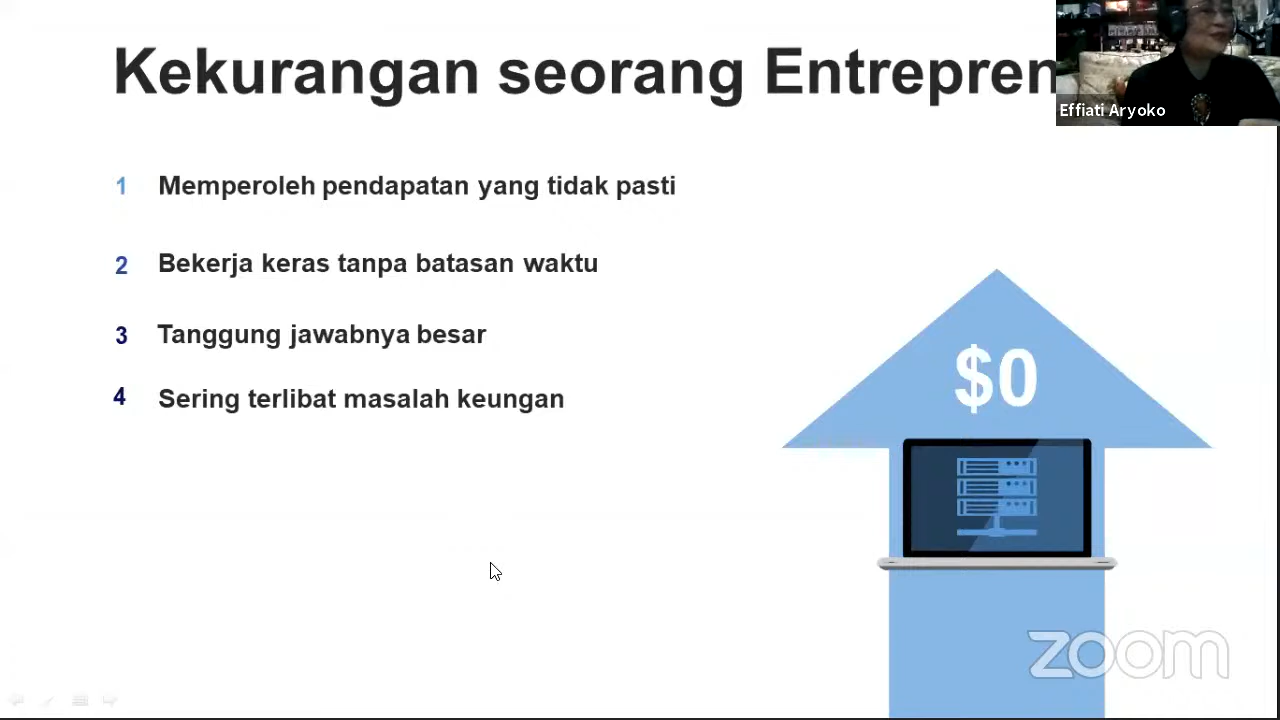 Kekurangan seorang Entrepren
Effiati Aryoko
1 Memperoleh pendapatan yang tidak pasti
2 Bekerja keras tanpa batasan waktu
3 Tanggung jawabnya besar
4 Sering terlibat masalah keungan
$0
zoom